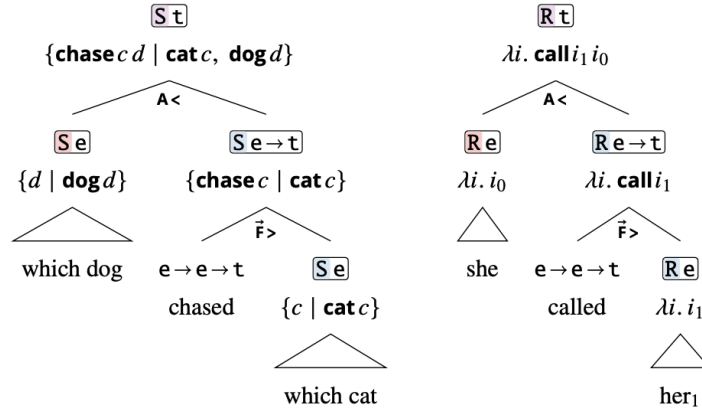 S t R t
{chase c d | cat c, dog d} λi. call i₁ i₀
A< A<
S e S e→t R e R e→t
{d | dog d} {chase c | cat c} λi. i₀ λi. call i₁
F⃗> F⃗>
which dog e→e→t S e she e→e→t R e
chased {c | cat c} called λi. i₁
which cat her₁